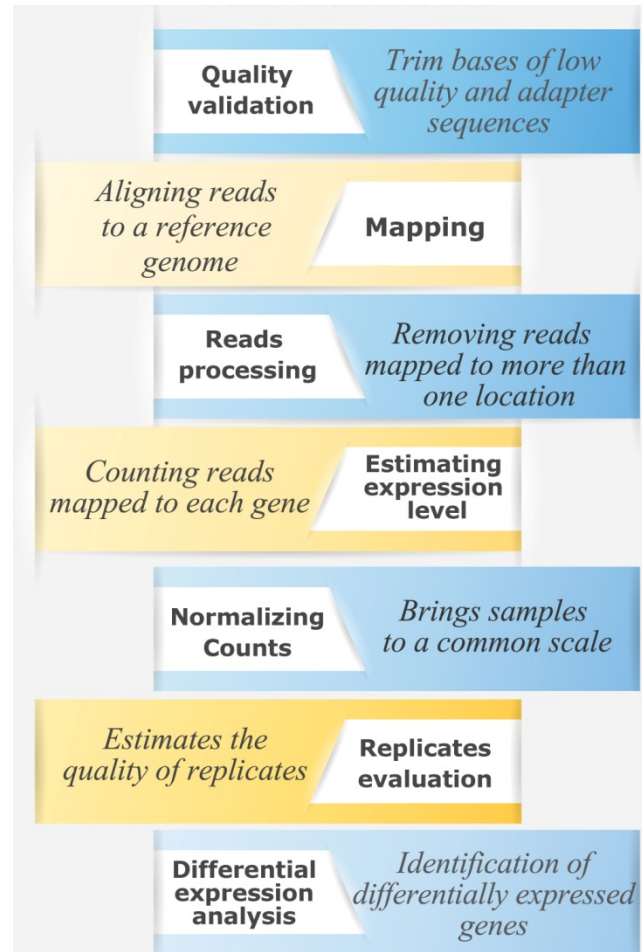 Quality
validation
Trim bases of low
quality and adapter
sequences
Aligning reads
to a reference
genome
Mapping
Reads
processing
Removing reads
mapped to more than
one location
Counting reads
mapped to each gene
Estimating
expression
level
Normalizing
Counts
Brings samples
to a common scale
Estimates the
quality of replicates
Replicates
evaluation
Differential
expression
analysis
Identification of
differentially expressed
genes